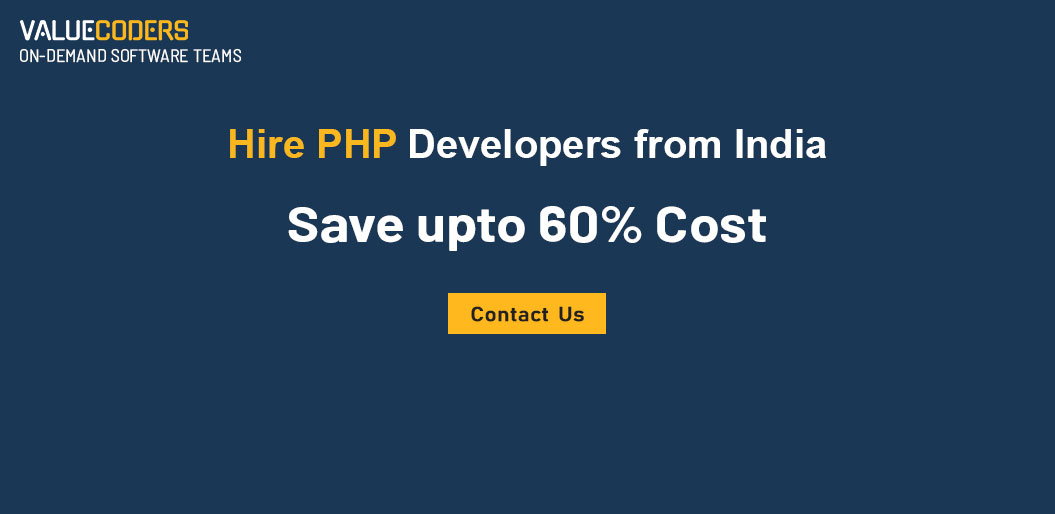 VALUECODERS
ON-DEMAND SOFTWARE TEAMS
Hire PHP Developers from India
Save upto 60% Cost
Contact Us